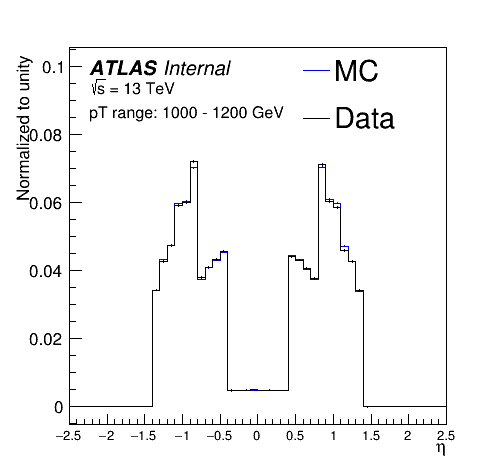 Normalized to unity
ATLAS Internal
√s = 13 TeV
pT range: 1000 - 1200 GeV
MC
Data
0.1
0.08
0.06
0.04
0.02
0
−2.5 −2 −1.5 −1 −0.5 0 0.5 1 1.5 2 2.5
η